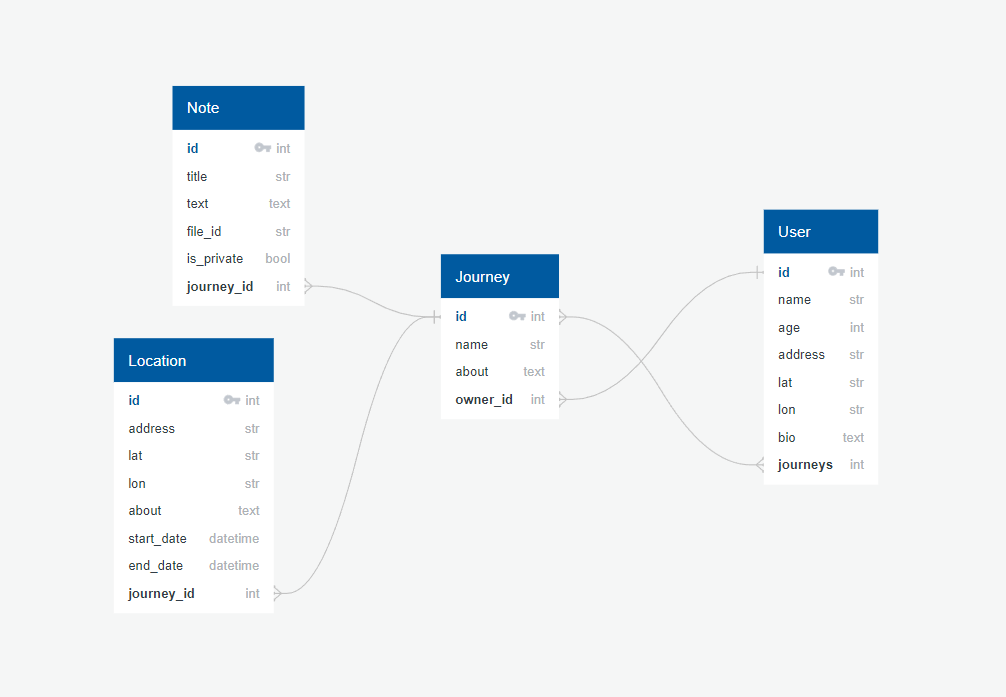 Note
id int
title str
text text
file_id str
is_private bool
journey_id int
Location
id int
address str
lat str
lon str
about text
start_date datetime
end_date datetime
journey_id int
Journey
id int
name str
about text
owner_id int
User
id int
name str
age int
address str
lat str
lon str
bio text
journeys int